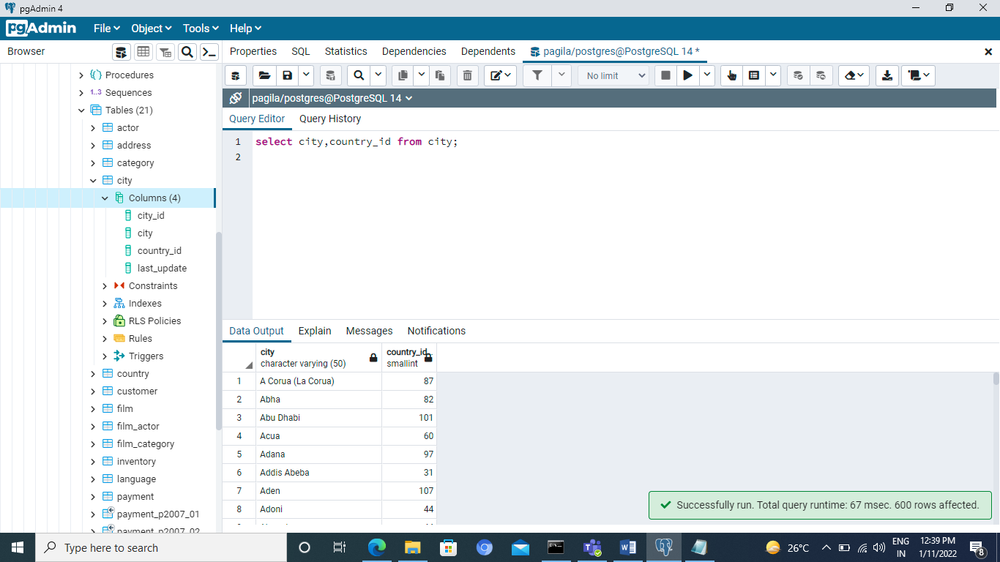 pgAdmin 4
pgAdmin File Object Tools Help
Browser
Properties SQL Statistics Dependencies Dependents pagila/postgres@PostgreSQL 14 *
No limit
pagila/postgres@PostgreSQL 14
Query Editor Query History
1 select city,country_id from city;
2
Procedures
1..3 Sequences
Tables (21)
actor
address
category
city
Columns (4)
city_id
city
country_id
last_update
Constraints
Indexes
RLS Policies
Rules
Triggers
country
customer
film
film_actor
film_category
inventory
language
payment
payment_p2007_01
payment_p2007_02
Data Output Explain Messages Notifications
city country_id
character varying (50) smallint
1 A Corua (La Corua) 87
2 Abha 82
3 Abu Dhabi 101
4 Acua 60
5 Adana 97
6 Addis Abeba 31
7 Aden 107
8 Adoni 44
Successfully run. Total query runtime: 67 msec. 600 rows affected.
Type here to search
26°C
ENG
IN
12:39 PM
1/11/2022
8